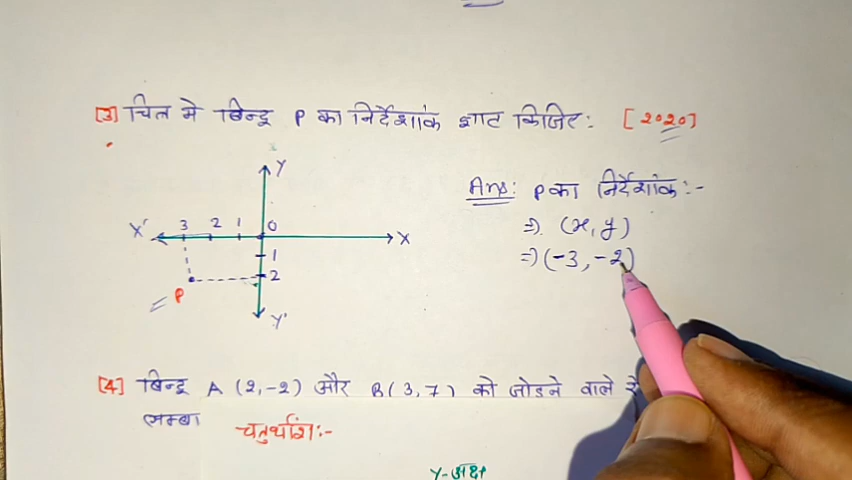 [3] चित्र में बिन्दू P का निर्देशांक ज्ञाट किजिट: [2020]
Y
X' 3 2 1 0 X
1
2
P
Y'
Ans: P का निर्देशांक:-
⇒ (x, y)
⇒ (-3, -2)
[4] बिन्दू A (2,-2) और B(3,7) को जोडने वाले
लम्बा
चतुर्थांश:-
Y-अक्ष